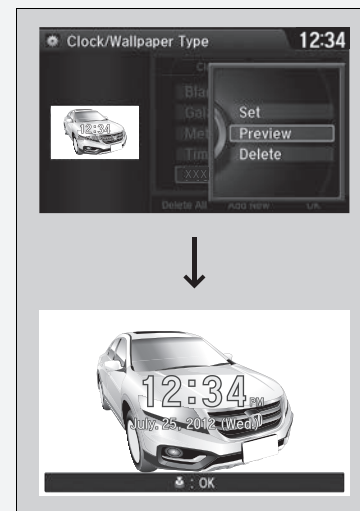 Clock/Wallpaper Type 12:34
12:34
Set
Preview
Delete
XXX
Delete All Add New OK
12:34 PM
July. 25, 2012 (Wed.)
: OK